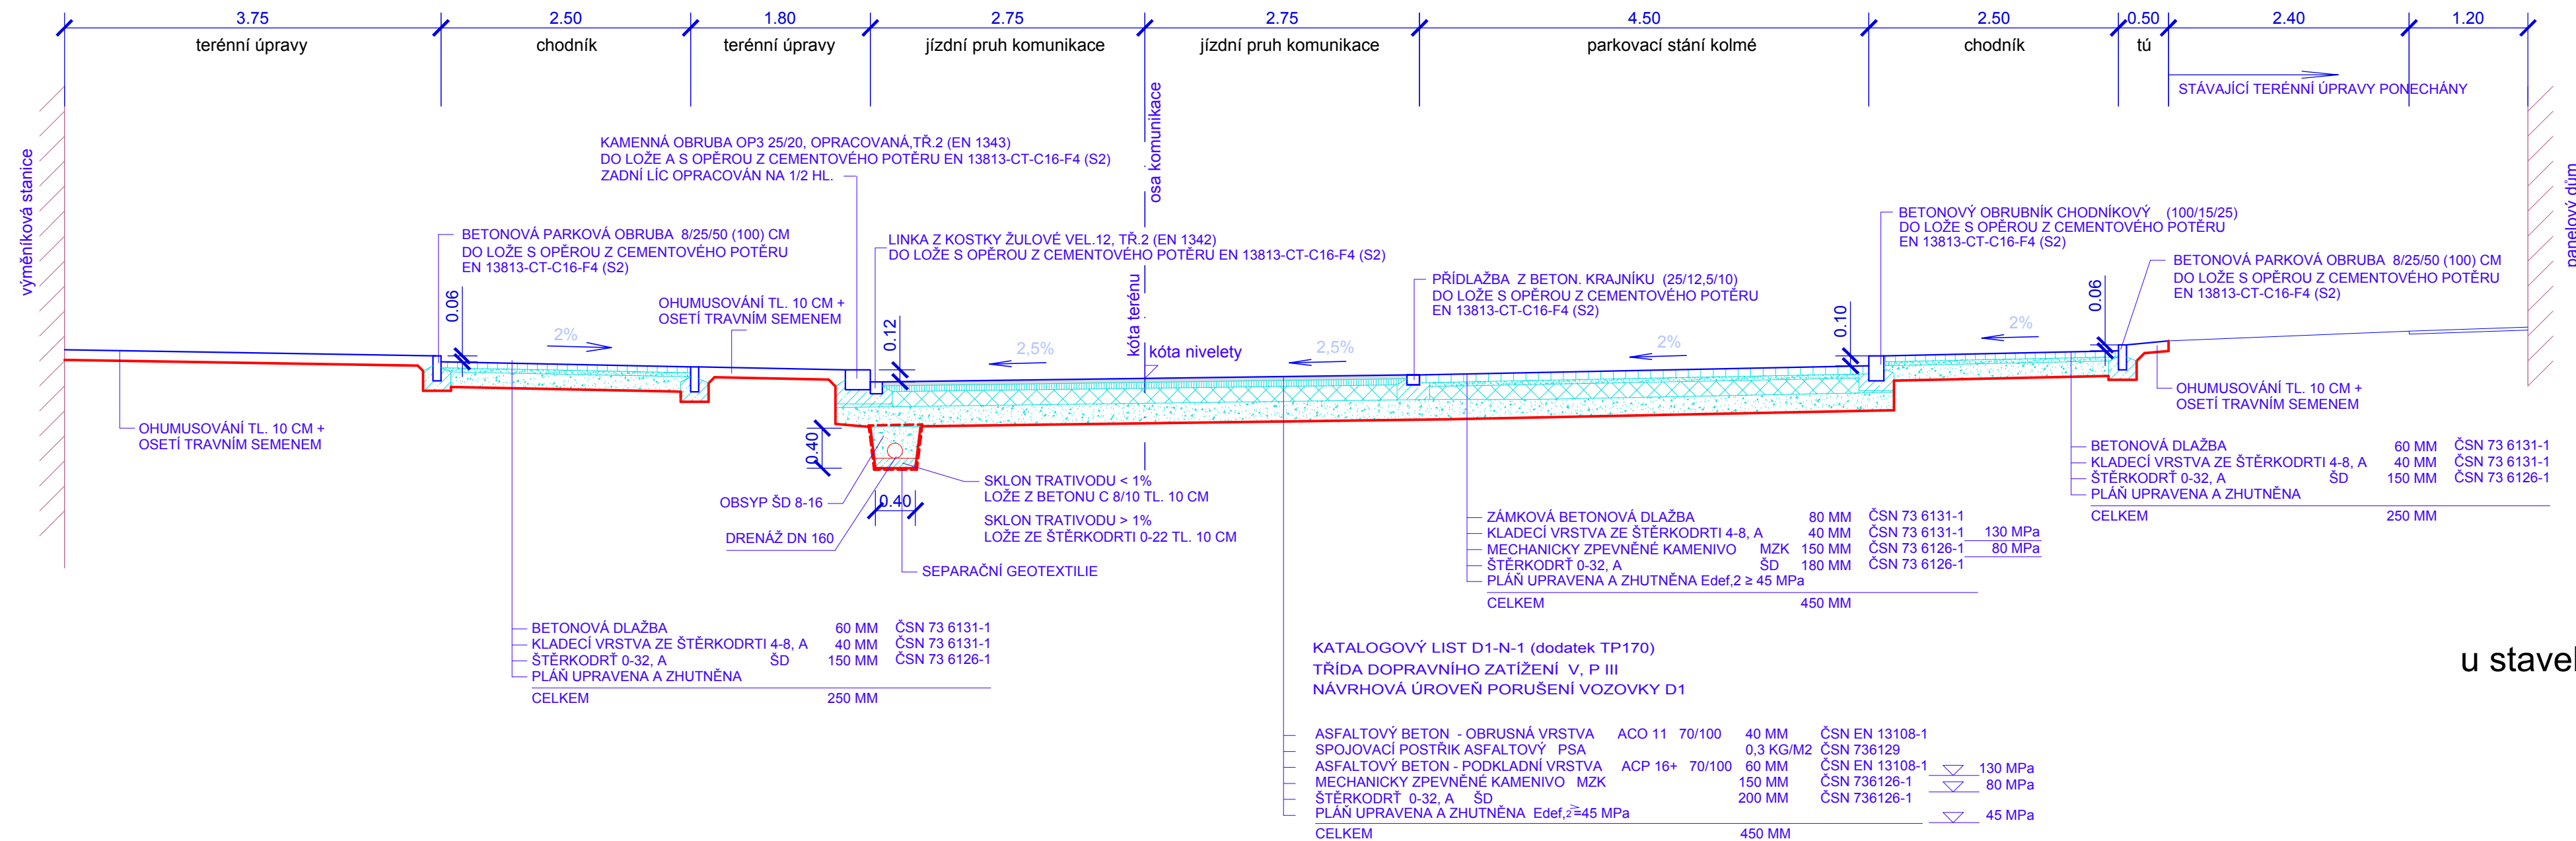 3.75 2.50 1.80 2.75 2.75 4.50 2.50 0.50 2.40 1.20
terénní úpravy chodník terénní úpravy jízdní pruh komunikace jízdní pruh komunikace parkovací stání kolmé chodník tú
STÁVAJÍCÍ TERÉNNÍ ÚPRAVY PONECHÁNY
výměníková stanice
osa komunikace
panelový dům
KAMENNÁ OBRUBA OP3 25/20, OPRACOVANÁ,TŘ.2 (EN 1343)
DO LOŽE A S OPĚROU Z CEMENTOVÉHO POTĚRU EN 13813-CT-C16-F4 (S2)
ZADNÍ LÍC OPRACOVÁN NA 1/2 HL.
BETONOVÁ PARKOVÁ OBRUBA 8/25/50 (100) CM
DO LOŽE S OPĚROU Z CEMENTOVÉHO POTĚRU
EN 13813-CT-C16-F4 (S2)
LINKA Z KOSTKY ŽULOVÉ VEL.12, TŘ.2 (EN 1342)
DO LOŽE S OPĚROU Z CEMENTOVÉHO POTĚRU EN 13813-CT-C16-F4 (S2)
PŘÍDLAŽBA Z BETON. KRAJNÍKU (25/12,5/10)
DO LOŽE S OPĚROU Z CEMENTOVÉHO POTĚRU
EN 13813-CT-C16-F4 (S2)
BETONOVÝ OBRUBNÍK CHODNÍKOVÝ (100/15/25)
DO LOŽE S OPĚROU Z CEMENTOVÉHO POTĚRU
EN 13813-CT-C16-F4 (S2)
BETONOVÁ PARKOVÁ OBRUBA 8/25/50 (100) CM
DO LOŽE S OPĚROU Z CEMENTOVÉHO POTĚRU
EN 13813-CT-C16-F4 (S2)
OHUMUSOVÁNÍ TL. 10 CM +
OSETÍ TRAVNÍM SEMENEM
0.06
0.12
0.10
0.06
kóta terénu
kóta nivelety
2% 2,5% 2,5% 2% 2%
OHUMUSOVÁNÍ TL. 10 CM +
OSETÍ TRAVNÍM SEMENEM
OHUMUSOVÁNÍ TL. 10 CM +
OSETÍ TRAVNÍM SEMENEM
0.40
0.40
OBSYP ŠD 8-16
DRENÁŽ DN 160
SKLON TRATIVODU < 1%
LOŽE Z BETONU C 8/10 TL. 10 CM
SKLON TRATIVODU > 1%
LOŽE ZE ŠTĚRKODRTI 0-22 TL. 10 CM
SEPARAČNÍ GEOTEXTILIE
BETONOVÁ DLAŽBA 60 MM ČSN 73 6131-1
KLADECÍ VRSTVA ZE ŠTĚRKODRTI 4-8, A 40 MM ČSN 73 6131-1
ŠTĚRKODRŤ 0-32, A ŠD 150 MM ČSN 73 6126-1
PLÁŇ UPRAVENA A ZHUTNĚNA
CELKEM 250 MM
ZÁMKOVÁ BETONOVÁ DLAŽBA 80 MM ČSN 73 6131-1
KLADECÍ VRSTVA ZE ŠTĚRKODRTI 4-8, A 40 MM ČSN 73 6131-1 130 MPa
MECHANICKY ZPEVNĚNÉ KAMENIVO MZK 150 MM ČSN 73 6126-1 80 MPa
ŠTĚRKODRŤ 0-32, A ŠD 180 MM ČSN 73 6126-1
PLÁŇ UPRAVENA A ZHUTNĚNA Edef,2 ≥ 45 MPa
CELKEM 450 MM
BETONOVÁ DLAŽBA 60 MM ČSN 73 6131-1
KLADECÍ VRSTVA ZE ŠTĚRKODRTI 4-8, A 40 MM ČSN 73 6131-1
ŠTĚRKODRŤ 0-32, A ŠD 150 MM ČSN 73 6126-1
PLÁŇ UPRAVENA A ZHUTNĚNA
CELKEM 250 MM
KATALOGOVÝ LIST D1-N-1 (dodatek TP170)
TŘÍDA DOPRAVNÍHO ZATÍŽENÍ V, P III
NÁVRHOVÁ ÚROVEŇ PORUŠENÍ VOZOVKY D1
u stavel
ASFALTOVÝ BETON - OBRUSNÁ VRSTVA ACO 11 70/100 40 MM ČSN EN 13108-1
SPOJOVACÍ POSTŘIK ASFALTOVÝ PSA 0,3 KG/M2 ČSN 736129
ASFALTOVÝ BETON - PODKLADNÍ VRSTVA ACP 16+ 70/100 60 MM ČSN EN 13108-1 130 MPa
MECHANICKY ZPEVNĚNÉ KAMENIVO MZK 150 MM ČSN 736126-1 80 MPa
ŠTĚRKODRŤ 0-32, A ŠD 200 MM ČSN 736126-1
PLÁŇ UPRAVENA A ZHUTNĚNA Edef,2≥=45 MPa 45 MPa
CELKEM 450 MM